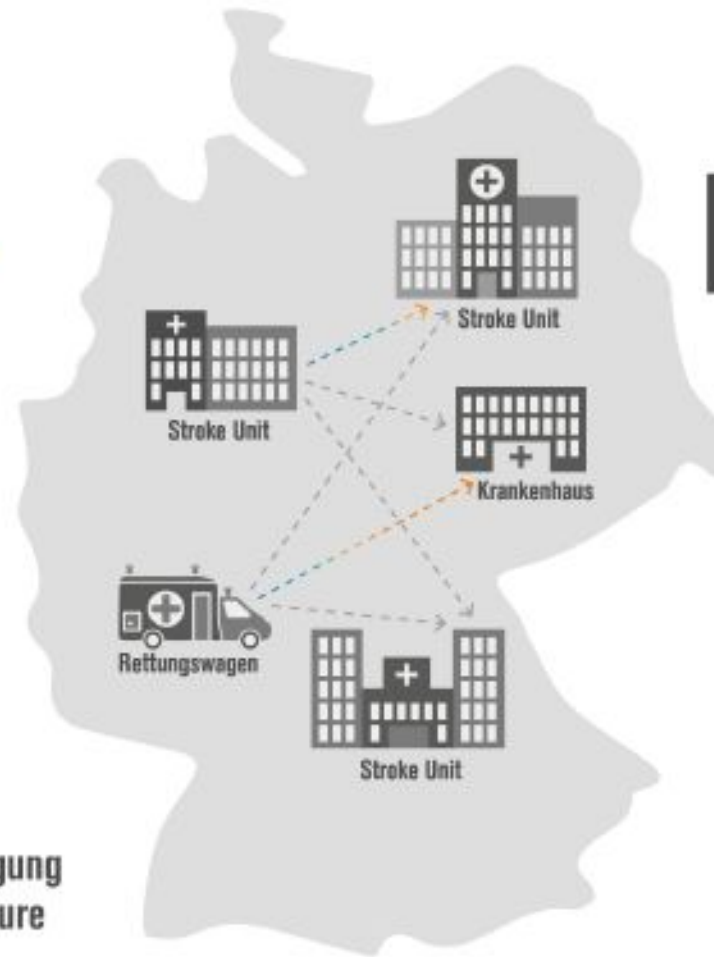 Stroke Unit
Stroke Unit
Krankenhaus
Rettungswagen
Stroke Unit
gung
ure